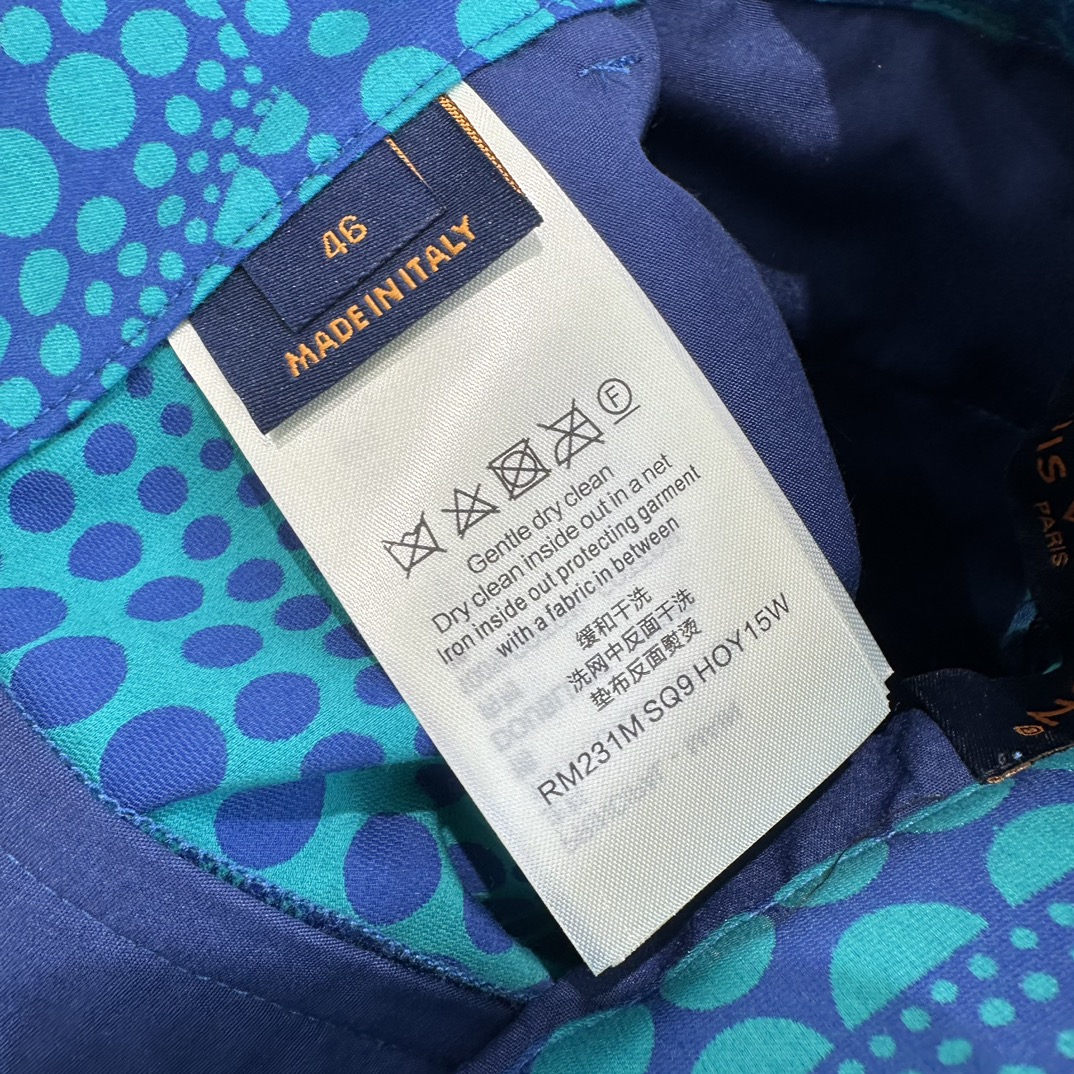 46
MADE IN ITALY
F
Gentle dry clean
Dry clean inside out in a net
Iron inside out protecting garment
with a fabric in between
缓和干洗
洗网中反面干洗
垫布反面熨烫
RM231M SQ9 HOY15W
IS V
PARIS